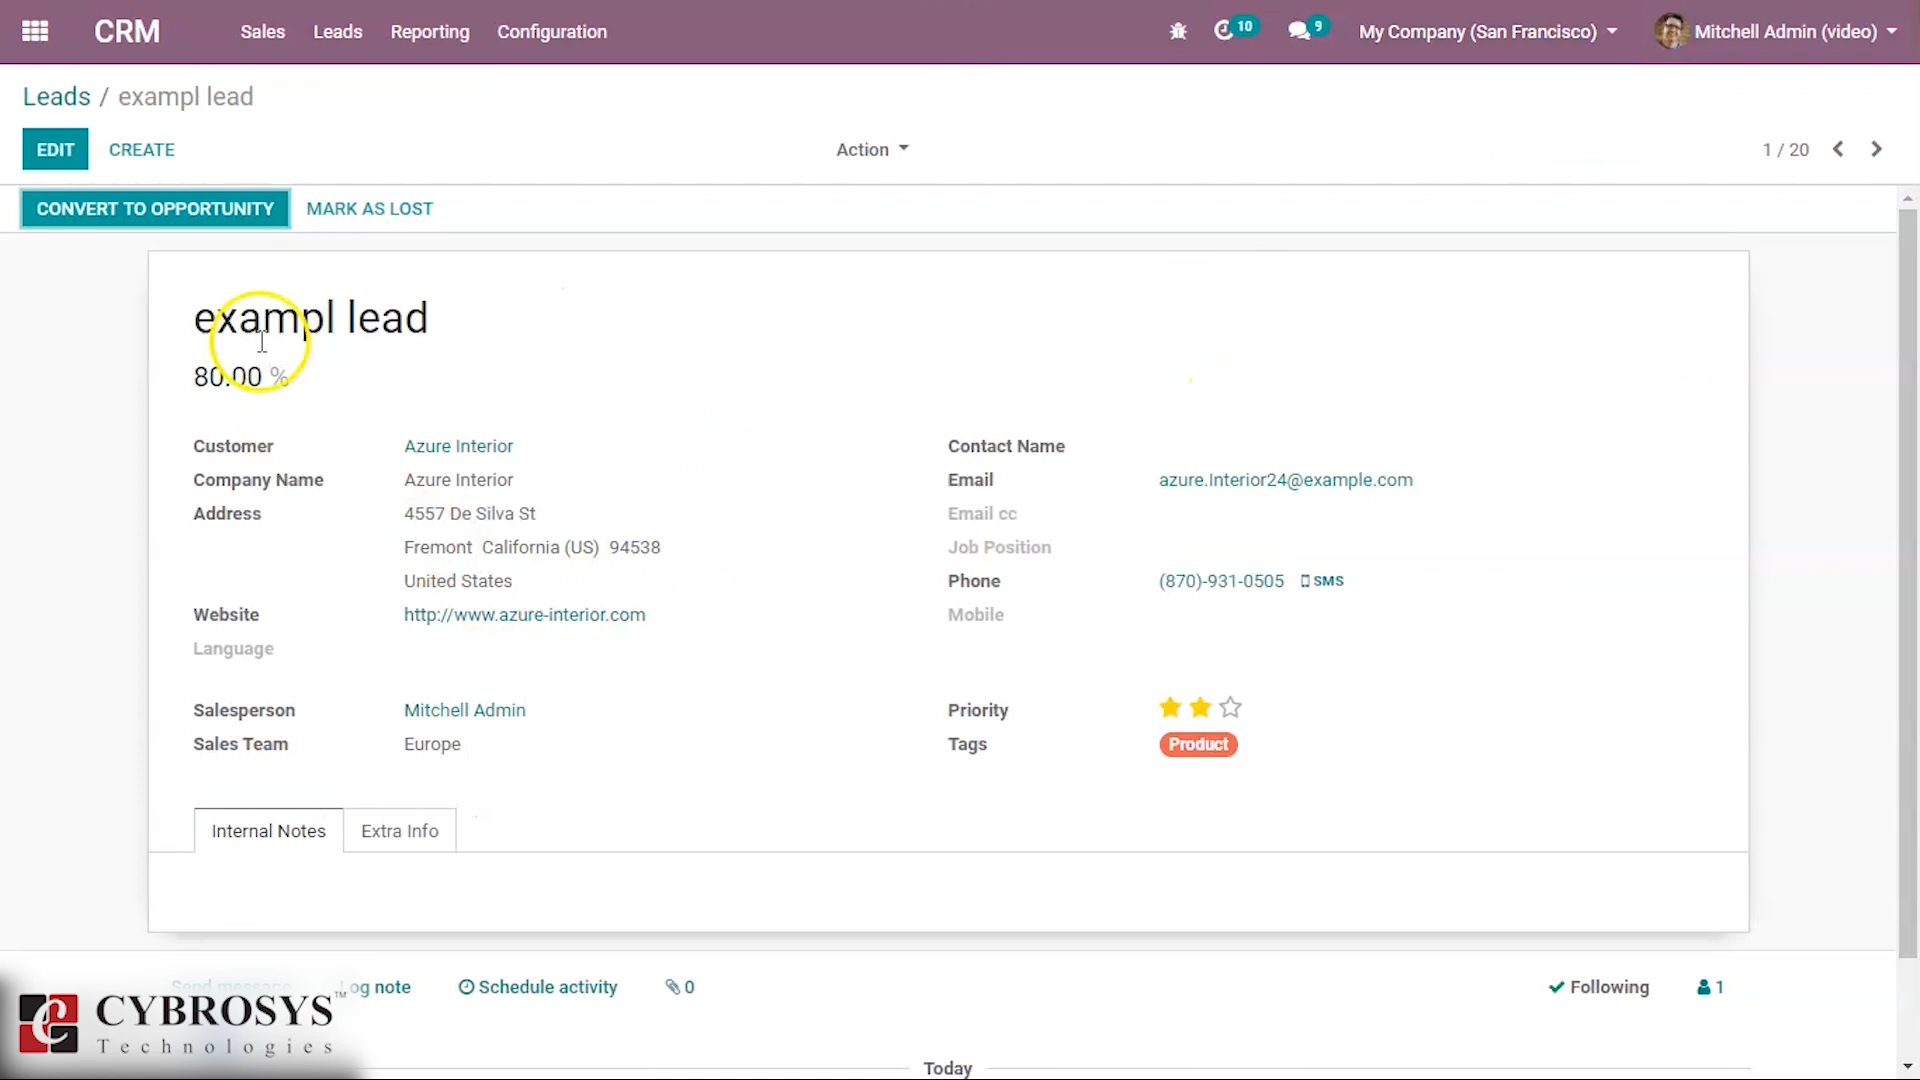 CRM Sales Leads Reporting Configuration 10 9 My Company (San Francisco) Mitchell Admin (video)
Leads / exampl lead
EDIT CREATE Action 1 / 20
CONVERT TO OPPORTUNITY MARK AS LOST
exampl lead
80.00 %
Customer Azure Interior Contact Name
Company Name Azure Interior Email azure.Interior24@example.com
Address 4557 De Silva St Email cc
Fremont California (US) 94538 Job Position
United States Phone (870)-931-0505 SMS
Website http://www.azure-interior.com Mobile
Language
Salesperson Mitchell Admin Priority
Sales Team Europe Tags Product
Internal Notes Extra Info
Send message og note Schedule activity 0 Following 1
CYBROSYS™
Technologies
Today